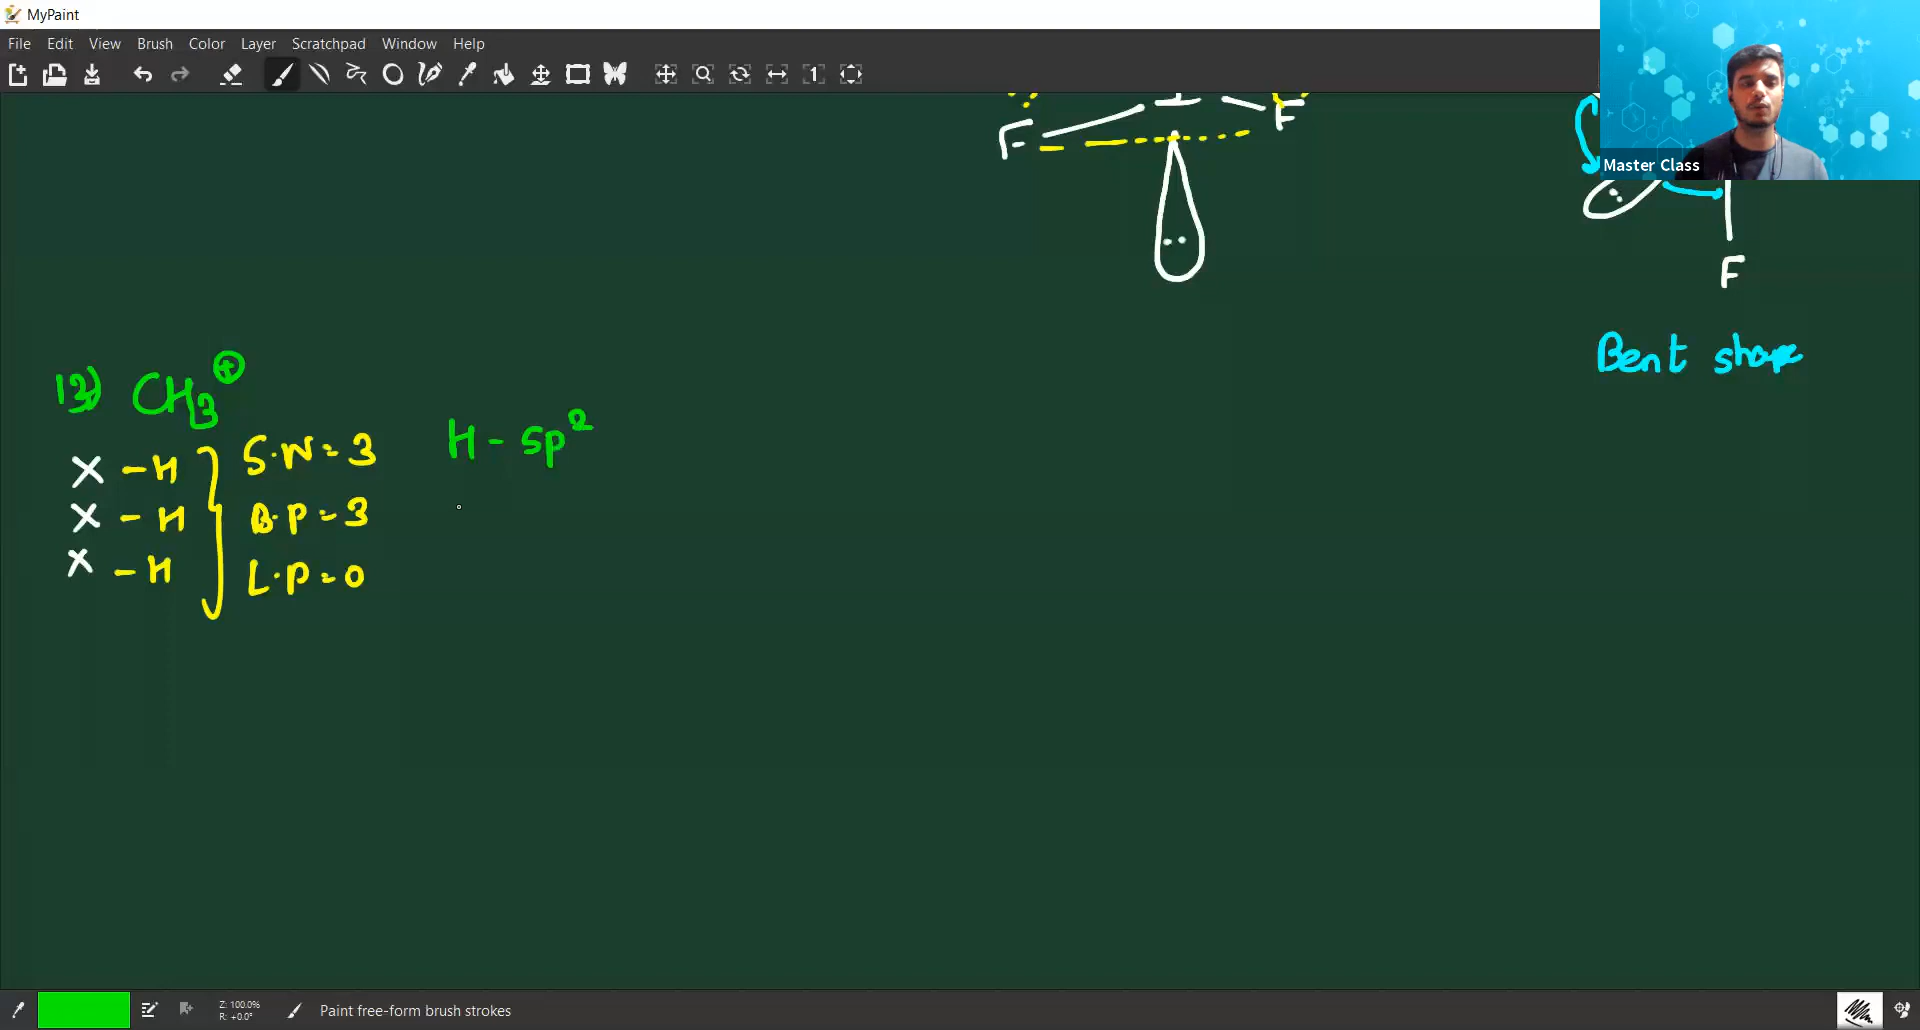 MyPaint
File Edit View Brush Color Layer Scratchpad Window Help
Master Class
F F
F
Bent shape
13) CH3⊕
X - H S.N = 3 H - sp²
X - H B.P = 3
X - H L.P = 0
Z: 100.0%
R: +0.0°
Paint free-form brush strokes